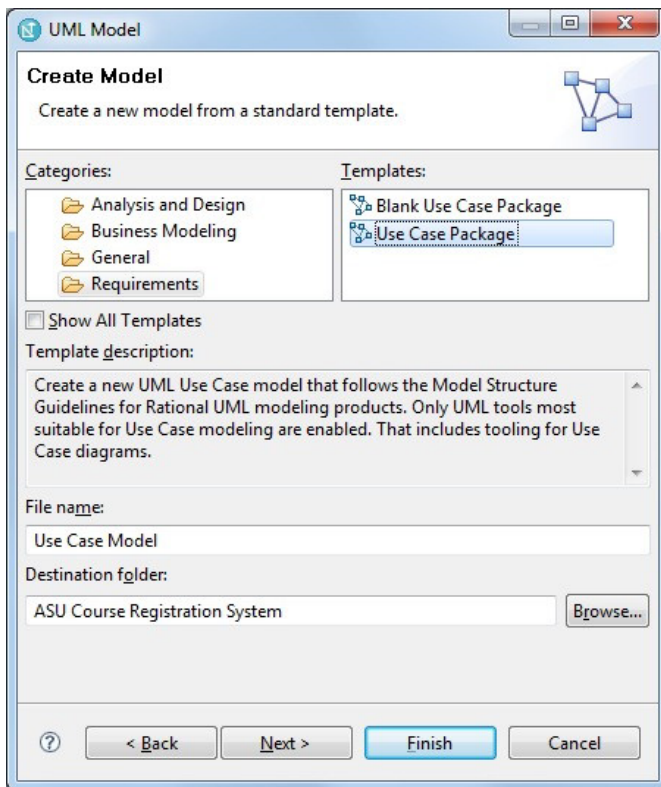 UML Model
Create Model
Create a new model from a standard template.
Categories:
Templates:
Analysis and Design
Business Modeling
General
Requirements
Blank Use Case Package
Use Case Package
Show All Templates
Template description:
Create a new UML Use Case model that follows the Model Structure
Guidelines for Rational UML modeling products. Only UML tools most
suitable for Use Case modeling are enabled. That includes tooling for Use
Case diagrams.
File name:
Use Case Model
Destination folder:
ASU Course Registration System
Browse...
?
< Back
Next >
Finish
Cancel